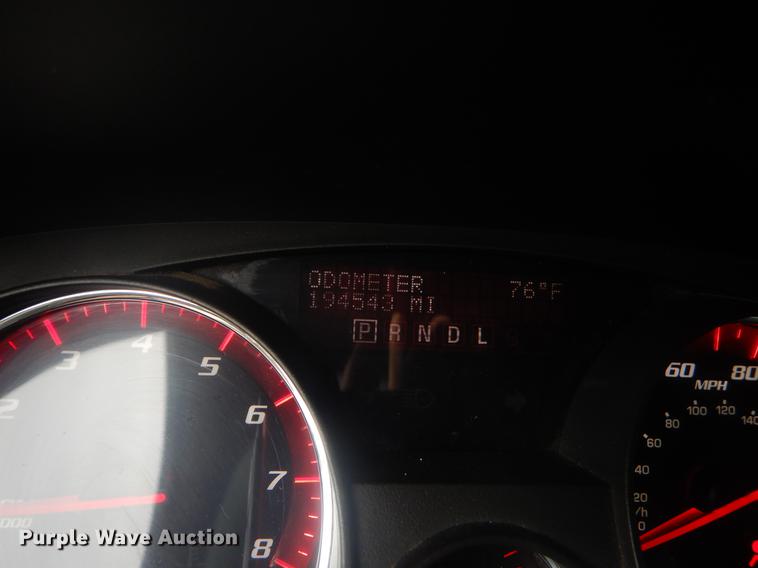 ODOMETER 76°F
194543 MI
P R N D L
2 3 4 5 6 7 8
000
60 80
MPH
80 100 120 140
60
40
20
/h
0
Purple Wave Auction